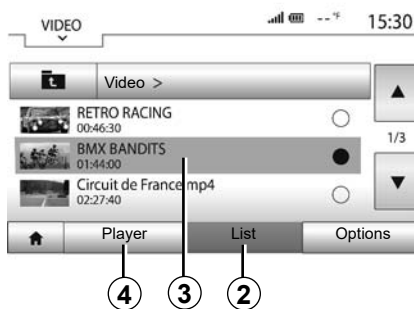 VIDEO
-- °F 15:30
Video >
RETRO RACING
00:46:30
BMX BANDITS
01:44:00
1/3
Circuit de France mp4
02:27:40
Player List Options
4 3 2